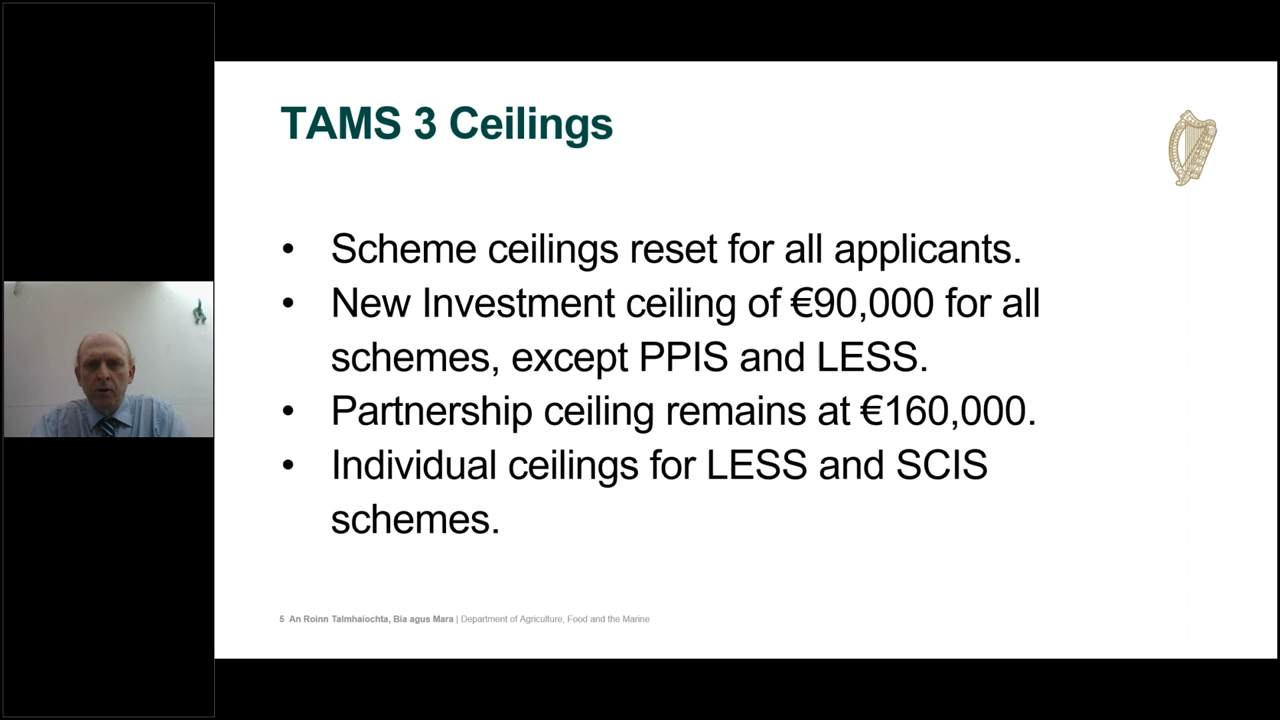 TAMS 3 Ceilings
• Scheme ceilings reset for all applicants.
• New Investment ceiling of €90,000 for all
schemes, except PPIS and LESS.
• Partnership ceiling remains at €160,000.
• Individual ceilings for LESS and SCIS
schemes.
5 An Roinn Talmhaíochta, Bia agus Mara | Department of Agriculture, Food and the Marine